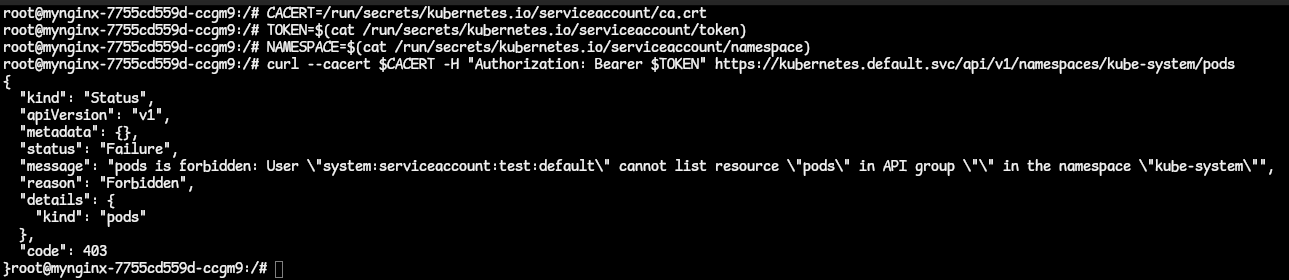 root@mynginx-7755cd559d-ccgm9:/# CACERT=/run/secrets/kubernetes.io/serviceaccount/ca.crt
root@mynginx-7755cd559d-ccgm9:/# TOKEN=$(cat /run/secrets/kubernetes.io/serviceaccount/token)
root@mynginx-7755cd559d-ccgm9:/# NAMESPACE=$(cat /run/secrets/kubernetes.io/serviceaccount/namespace)
root@mynginx-7755cd559d-ccgm9:/# curl --cacert $CACERT -H "Authorization: Bearer $TOKEN" https://kubernetes.default.svc/api/v1/namespaces/kube-system/pods
{
  "kind": "Status",
  "apiVersion": "v1",
  "metadata": {},
  "status": "Failure",
  "message": "pods is forbidden: User \"system:serviceaccount:test:default\" cannot list resource \"pods\" in API group \"\" in the namespace \"kube-system\"",
  "reason": "Forbidden",
  "details": {
    "kind": "pods"
  },
  "code": 403
}root@mynginx-7755cd559d-ccgm9:/#